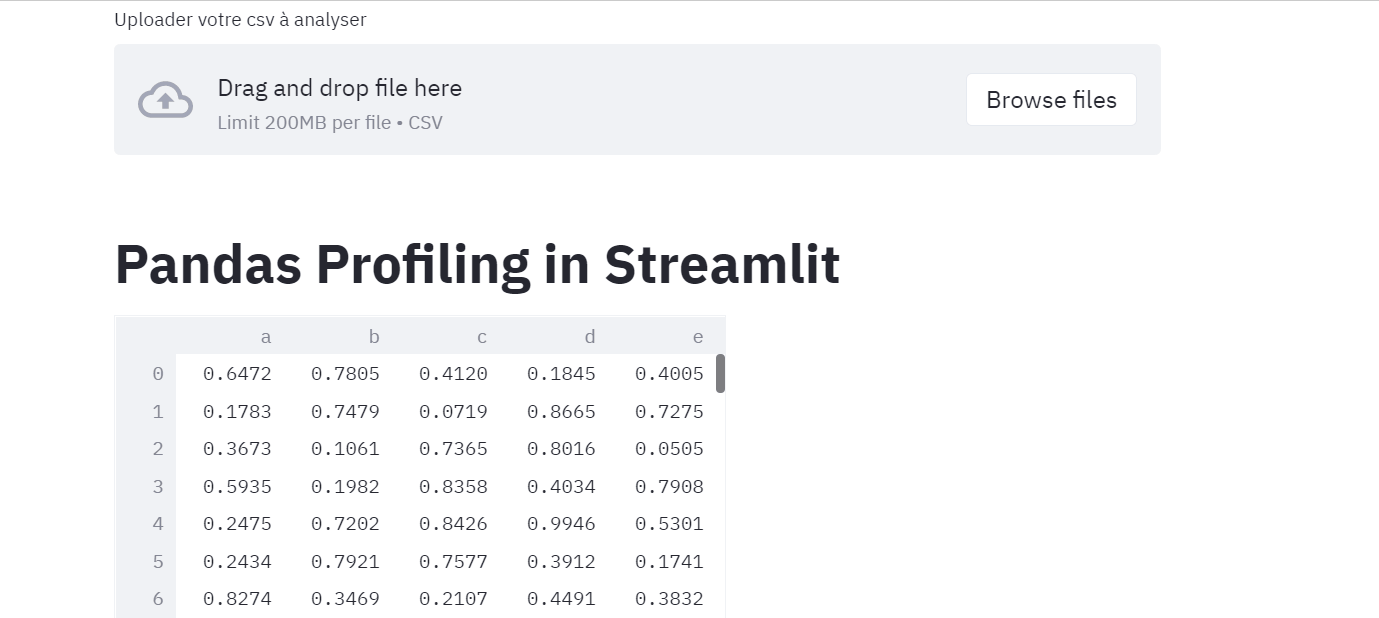 Uploader votre csv à analyser
Drag and drop file here
Limit 200MB per file • CSV
Browse files
Pandas Profiling in Streamlit
a b c d e
0 0.6472 0.7805 0.4120 0.1845 0.4005
1 0.1783 0.7479 0.0719 0.8665 0.7275
2 0.3673 0.1061 0.7365 0.8016 0.0505
3 0.5935 0.1982 0.8358 0.4034 0.7908
4 0.2475 0.7202 0.8426 0.9946 0.5301
5 0.2434 0.7921 0.7577 0.3912 0.1741
6 0.8274 0.3469 0.2107 0.4491 0.3832